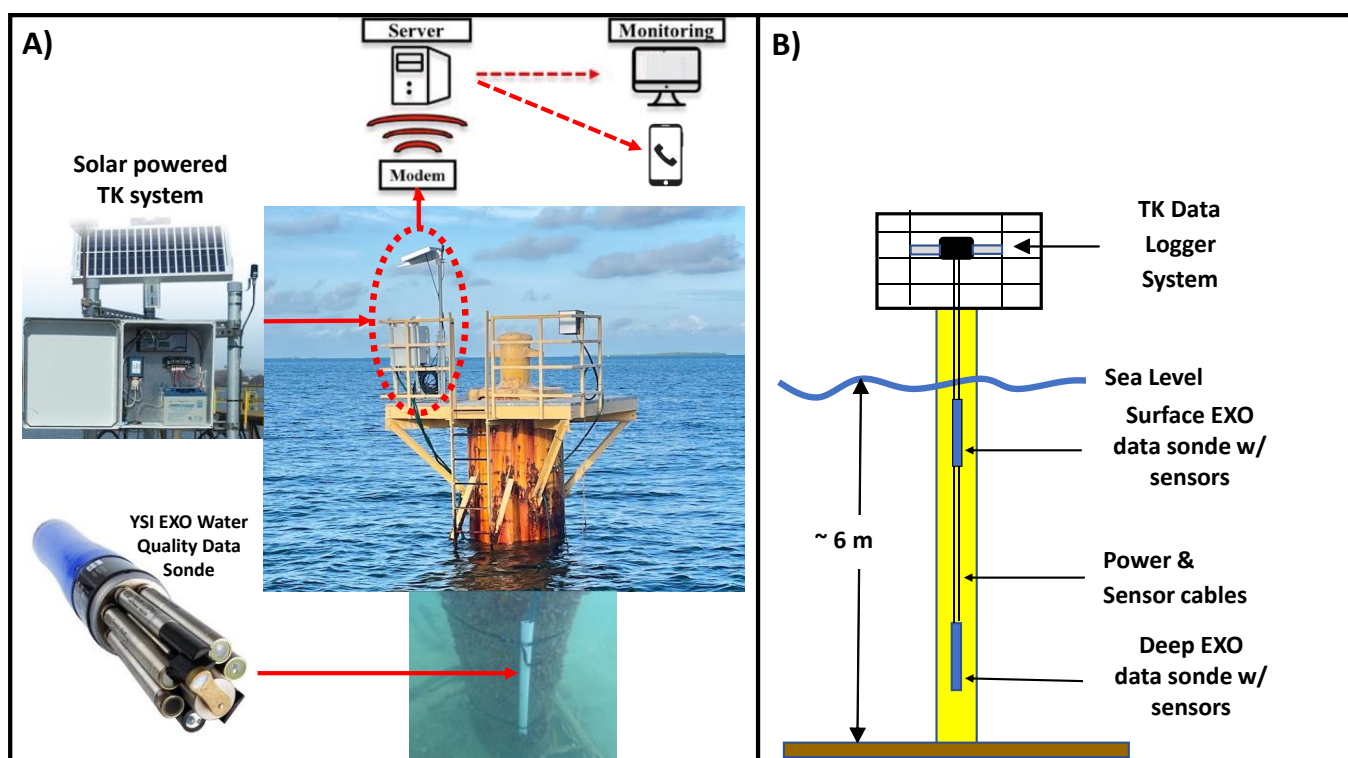 A)
Server
Monitoring
Modem
Solar powered
TK system
YSI EXO Water
Quality Data
Sonde
B)
TK Data
Logger
System
Sea Level
Surface EXO
data sonde w/
sensors
~ 6 m
Power &
Sensor cables
Deep EXO
data sonde w/
sensors